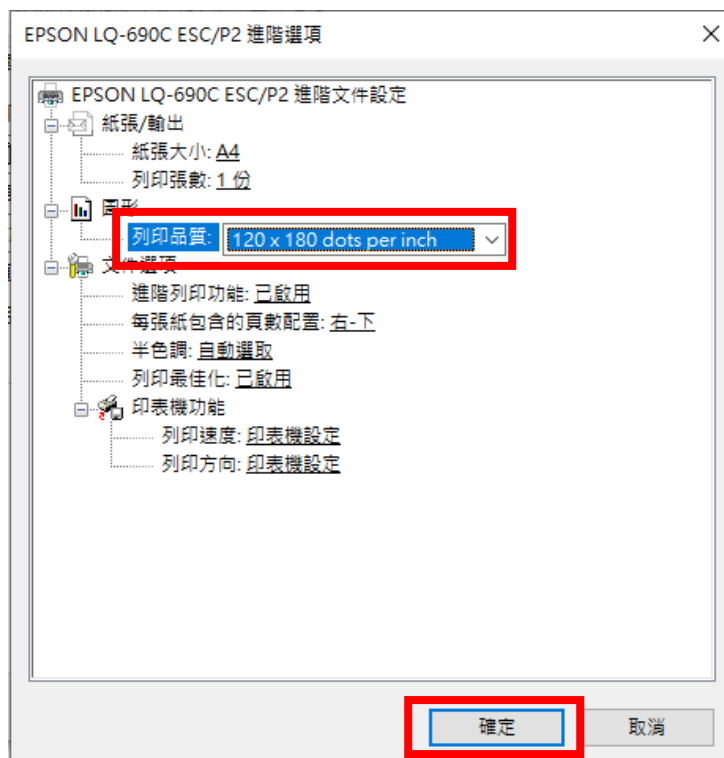 EPSON LQ-690C ESC/P2 進階選項
EPSON LQ-690C ESC/P2 進階文件設定
紙張/輸出
紙張大小: A4
列印張數: 1 份
圖形
列印品質: 120 x 180 dots per inch
文件選項
進階列印功能: 已啟用
每張紙包含的頁數配置: 右-下
半色調: 自動選取
列印最佳化: 已啟用
印表機功能
列印速度: 印表機設定
列印方向: 印表機設定
確定 取消